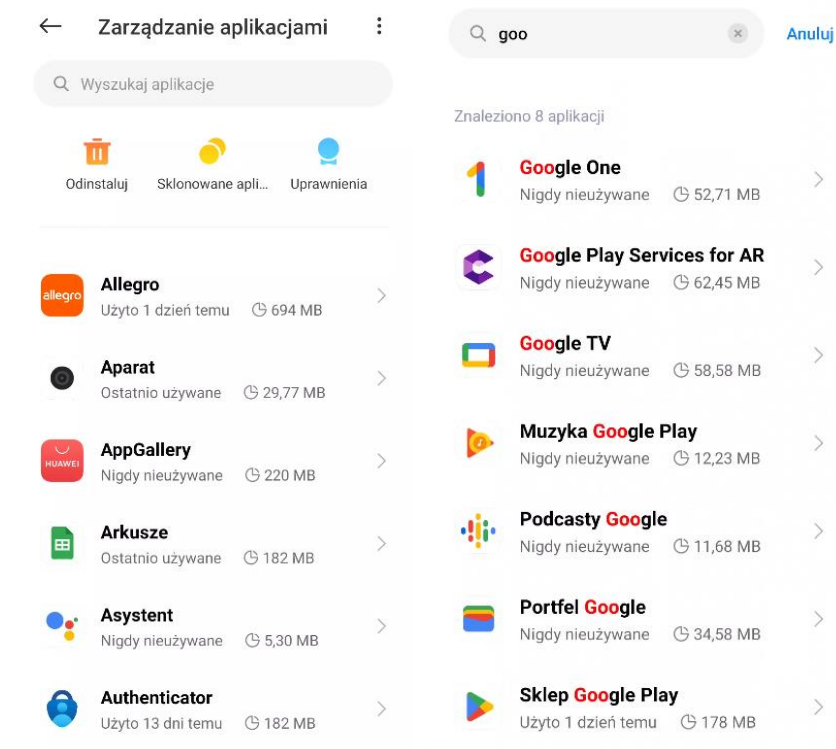 Zarządzanie aplikacjami
Wyszukaj aplikacje
Odinstaluj
Sklonowane apli...
Uprawnienia
allegro
Allegro
Użyto 1 dzień temu 694 MB
Aparat
Ostatnio używane 29,77 MB
HUAWEI
AppGallery
Nigdy nieużywane 220 MB
Arkusze
Ostatnio używane 182 MB
Asystent
Nigdy nieużywane 5,30 MB
Authenticator
Użyto 13 dni temu 182 MB
goo
Anuluj
Znaleziono 8 aplikacji
Google One
Nigdy nieużywane 52,71 MB
Google Play Services for AR
Nigdy nieużywane 62,45 MB
Google TV
Nigdy nieużywane 58,58 MB
Muzyka Google Play
Nigdy nieużywane 12,23 MB
Podcasty Google
Nigdy nieużywane 11,68 MB
Portfel Google
Nigdy nieużywane 34,58 MB
Sklep Google Play
Użyto 1 dzień temu 178 MB